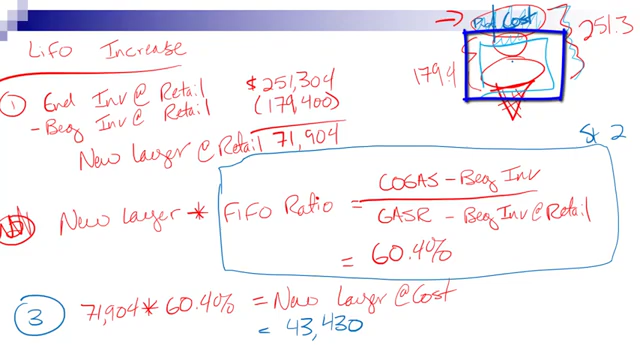 End Cost
251.3
179.4
LiFo Increase
① End Inv @ Retail $251,304
- Beg Inv @ Retail (179,400)
New Layer @ Retail 71,904
St 2
New Layer * FiFo Ratio = COGAS - Beg Inv
GASR - Beg Inv @ Retail
= 60.4%
③ 71,904 * 60.4% = New Layer @ Cost
= 43,430